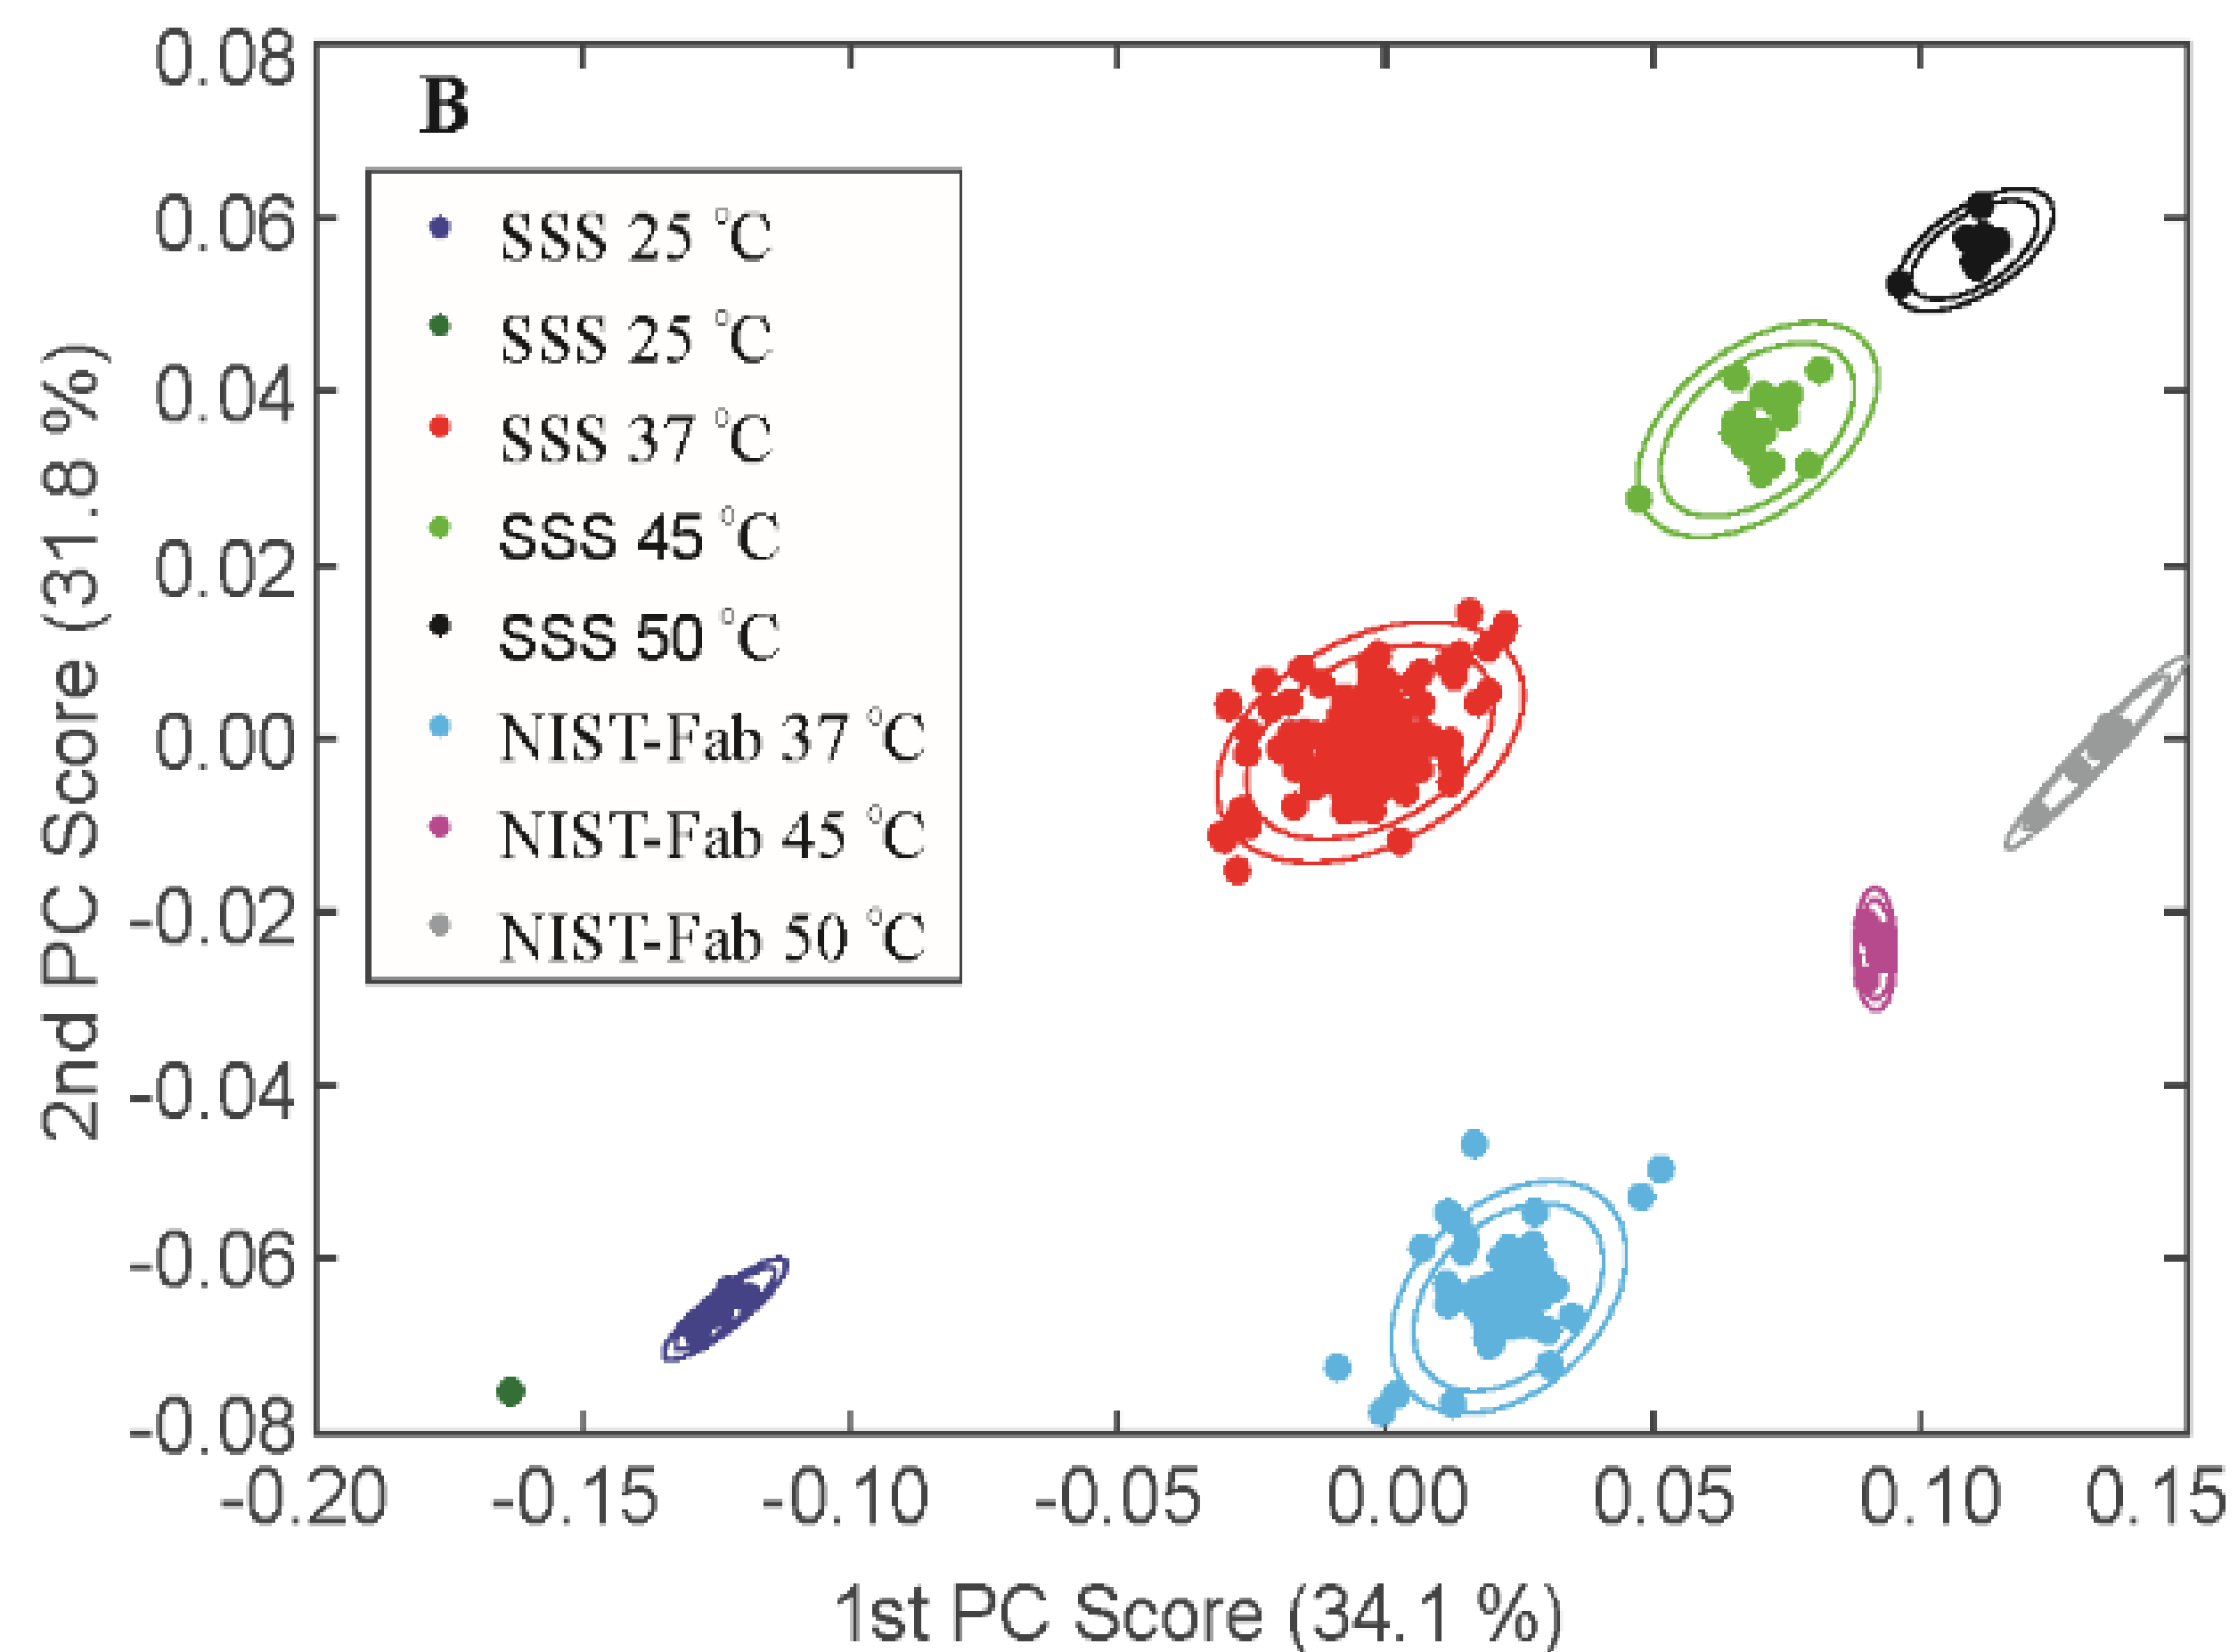 B
SSS 25 °C
SSS 25 °C
SSS 37 °C
SSS 45 °C
SSS 50 °C
NIST-Fab 37 °C
NIST-Fab 45 °C
NIST-Fab 50 °C
2nd PC Score (31.8 %)
0.08
0.06
0.04
0.02
0.00
-0.02
-0.04
-0.06
-0.08
-0.20 -0.15 -0.10 -0.05 0.00 0.05 0.10 0.15
1st PC Score (34.1 %)